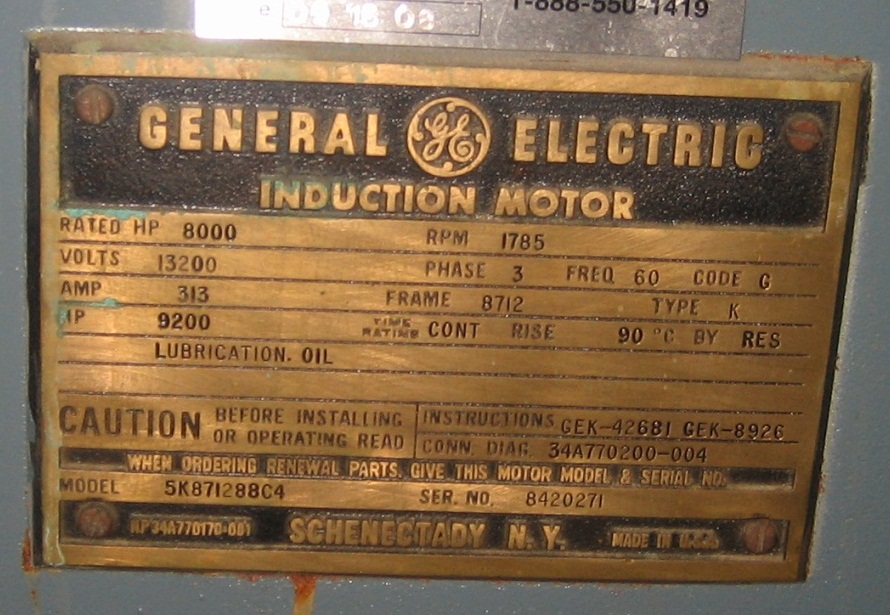 e 09 18 08 1-888-550-1419
GENERAL GE ELECTRIC
INDUCTION MOTOR
RATED HP 8000 RPM 1785
VOLTS 13200 PHASE 3 FREQ 60 CODE G
AMP 313 FRAME 8712 TYPE K
HP 9200 TIME RATING CONT RISE 90 °C BY RES
LUBRICATION. OIL
CAUTION BEFORE INSTALLING OR OPERATING READ
INSTRUCTIONS GEK-42681 GEK-8926
CONN. DIAG. 34A770200-004
WHEN ORDERING RENEWAL PARTS. GIVE THIS MOTOR MODEL & SERIAL NO.
MODEL 5K871288C4 SER. NO. 8420271
NP34A770170-001 SCHENECTADY N. Y. MADE IN U.S.A.